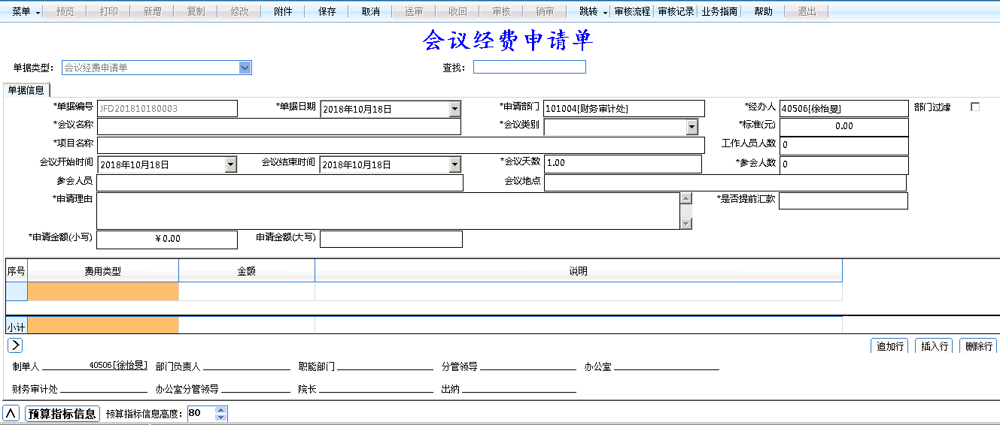 菜单 预览 打印 新增 复制 修改 附件 保存 取消 送审 收回 审核 销审 跳转 审核流程 审核记录 业务指南 帮助 退出
会议经费申请单
单据类型: 会议经费申请单 查找:
单据信息
*单据编号 JFD201810180003 *单据日期 2018年10月18日 *申请部门 101004[财务审计处] *经办人 40506[徐怡旻] 部门过滤
*会议名称 *会议类别 *标准(元) 0.00
*项目名称 工作人员人数 0
会议开始时间 2018年10月18日 会议结束时间 2018年10月18日 *会议天数 1.00 *参会人数 0
参会人员 会议地点
*申请理由 *是否提前汇款
*申请金额(小写) ¥0.00 申请金额(大写)
序号 费用类型 金额 说明
小计
追加行 插入行 删除行
制单人 40506[徐怡旻] 部门负责人 职能部门 分管领导 办公室
财务审计处 办公室分管领导 院长 出纳
预算指标信息 预算指标信息高度: 80